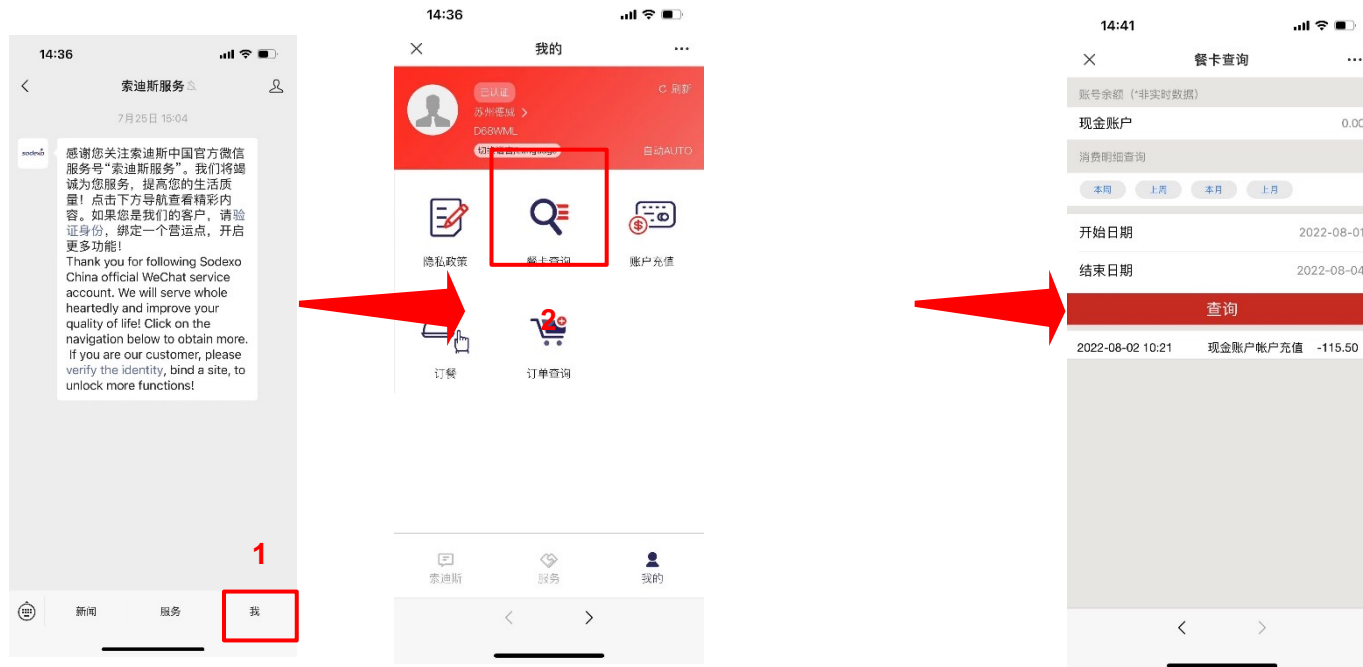 14:36
索迪斯服务
7月25日 15:04
sodexo
感谢您关注索迪斯中国官方微信
服务号“索迪斯服务”。我们将竭
诚为您服务，提高您的生活质
量！点击下方导航查看精彩内
容。如果您是我们的客户，请验
证身份，绑定一个营运点，开启
更多功能！
Thank you for following Sodexo
China official WeChat service
account. We will serve whole
heartedly and improve your
quality of life! Click on the
navigation below to obtain more.
If you are our customer, please
verify the identity, bind a site, to
unlock more functions!
1
新闻
服务
我
14:36
我的
已认证
刷新
苏州德威
D68WML
自动AUTO
隐私政策
餐卡查询
账户充值
2
订餐
订单查询
索迪斯
服务
我的
14:41
餐卡查询
账号余额（*非实时数据）
现金账户
0.00
消费明细查询
本周
上周
本月
上月
开始日期
2022-08-01
结束日期
2022-08-04
查询
2022-08-02 10:21
现金账户帐户充值
-115.50